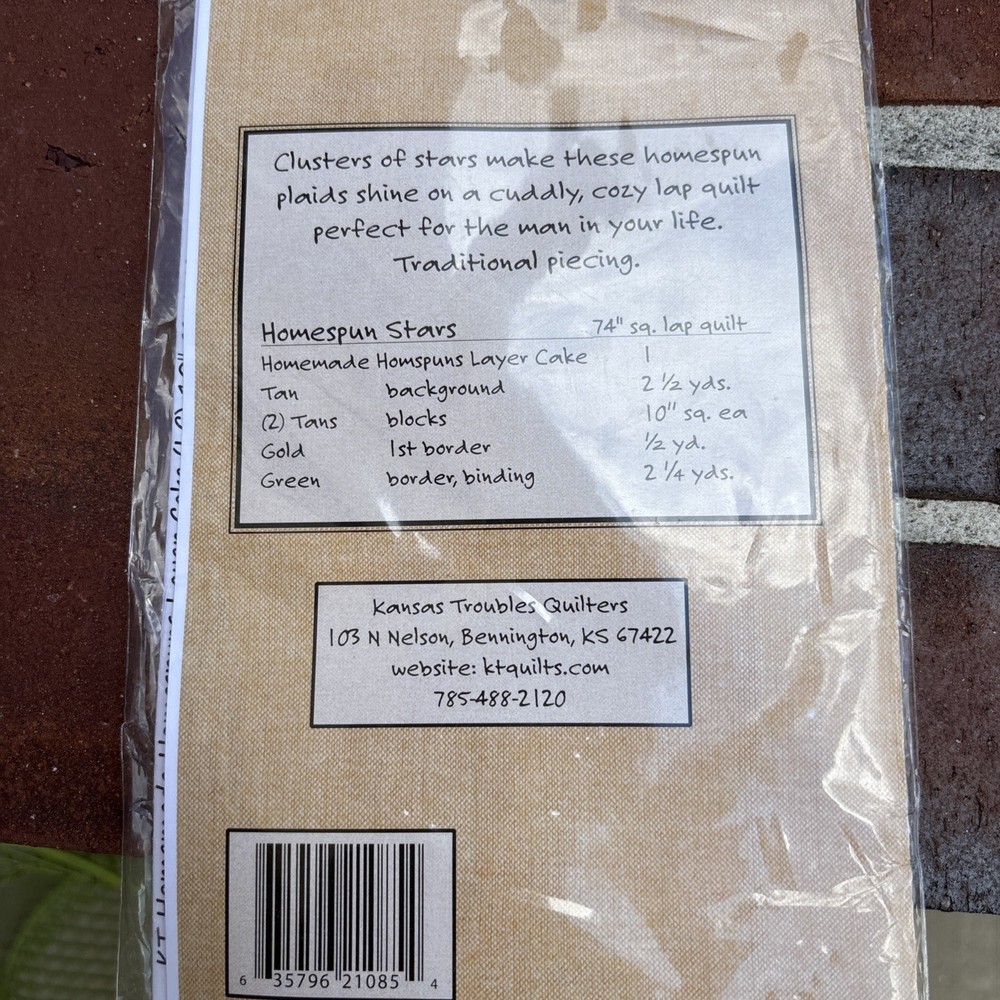 Clusters of stars make these homespun
plaids shine on a cuddly, cozy lap quilt
perfect for the man in your life.
Traditional piecing.
Homespun Stars 74" sq. lap quilt
Homemade Homspuns Layer Cake 1
Tan background 2 1/2 yds.
(2) Tans blocks 10" sq. ea
Gold 1st border 1/2 yd.
Green border, binding 2 1/4 yds.
Kansas Troubles Quilters
103 N Nelson, Bennington, KS 67422
website: ktquilts.com
785-488-2120
6 35796 21085 4